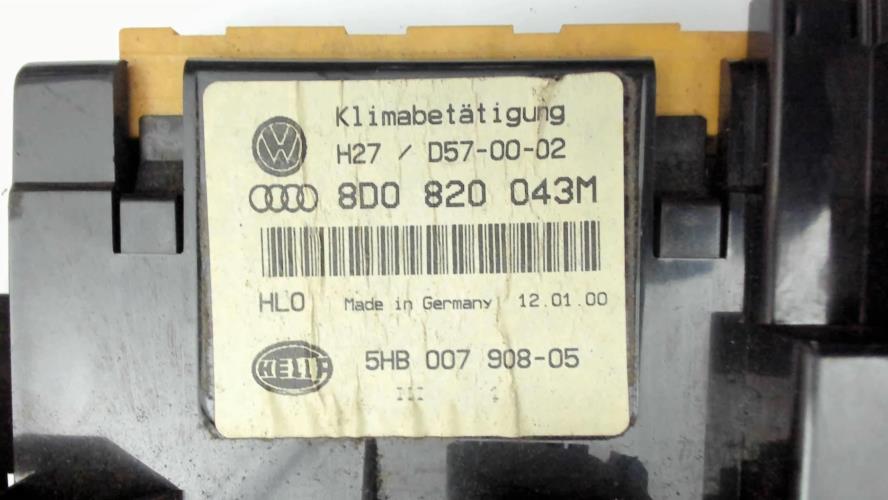 Klimabetätigung
H27 / D57-00-02
8D0 820 043M
HLO Made in Germany 12.01.00
HELLA 5HB 007 908-05